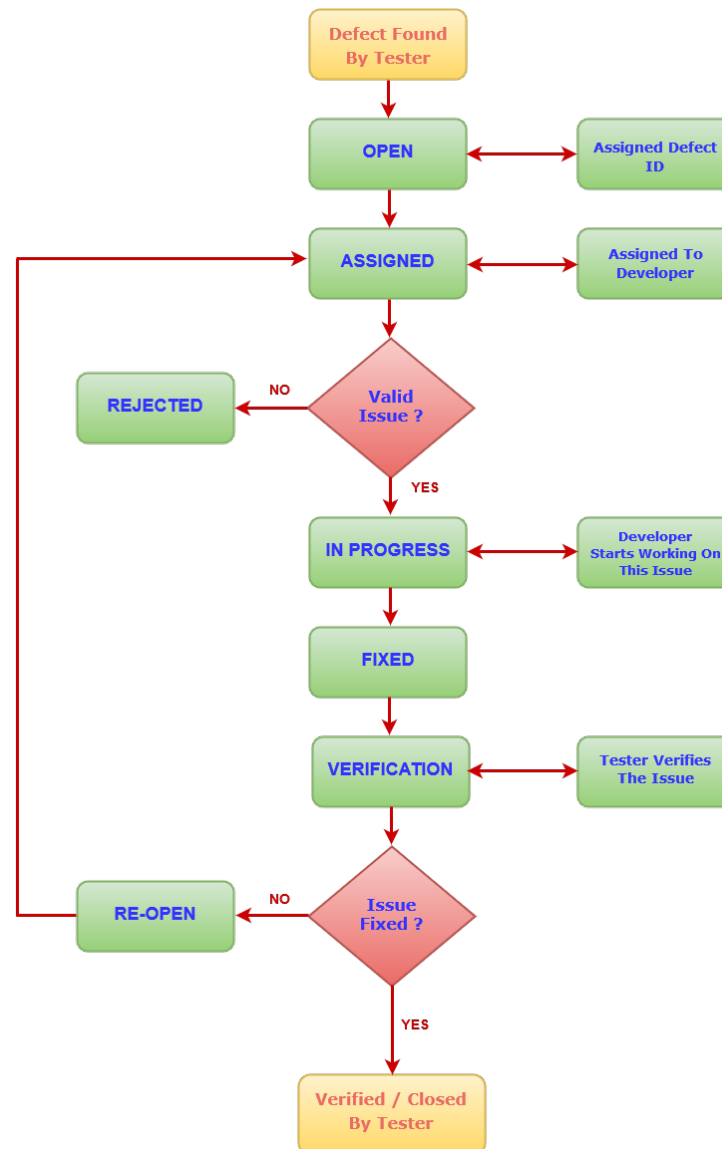 Defect Found
By Tester
OPEN
Assigned Defect
ID
ASSIGNED
Assigned To
Developer
Valid
Issue ?
NO
REJECTED
YES
IN PROGRESS
Developer
Starts Working On
This Issue
FIXED
VERIFICATION
Tester Verifies
The Issue
Issue
Fixed ?
NO
RE-OPEN
YES
Verified / Closed
By Tester